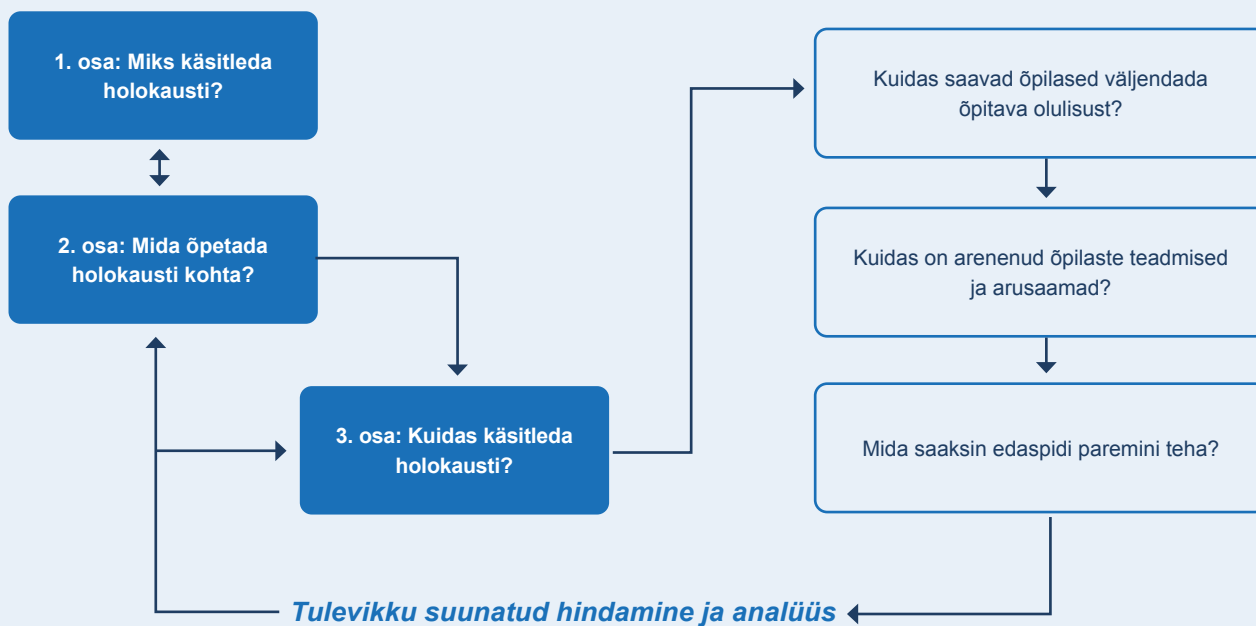 1. osa: Miks käsitleda
holokausti?
2. osa: Mida õpetada
holokausti kohta?
3. osa: Kuidas käsitleda
holokausti?
Kuidas saavad õpilased väljendada
õpitava olulisust?
Kuidas on arenenud õpilaste teadmised
ja arusaamad?
Mida saaksin edaspidi paremini teha?
Tulevikku suunatud hindamine ja analüüs